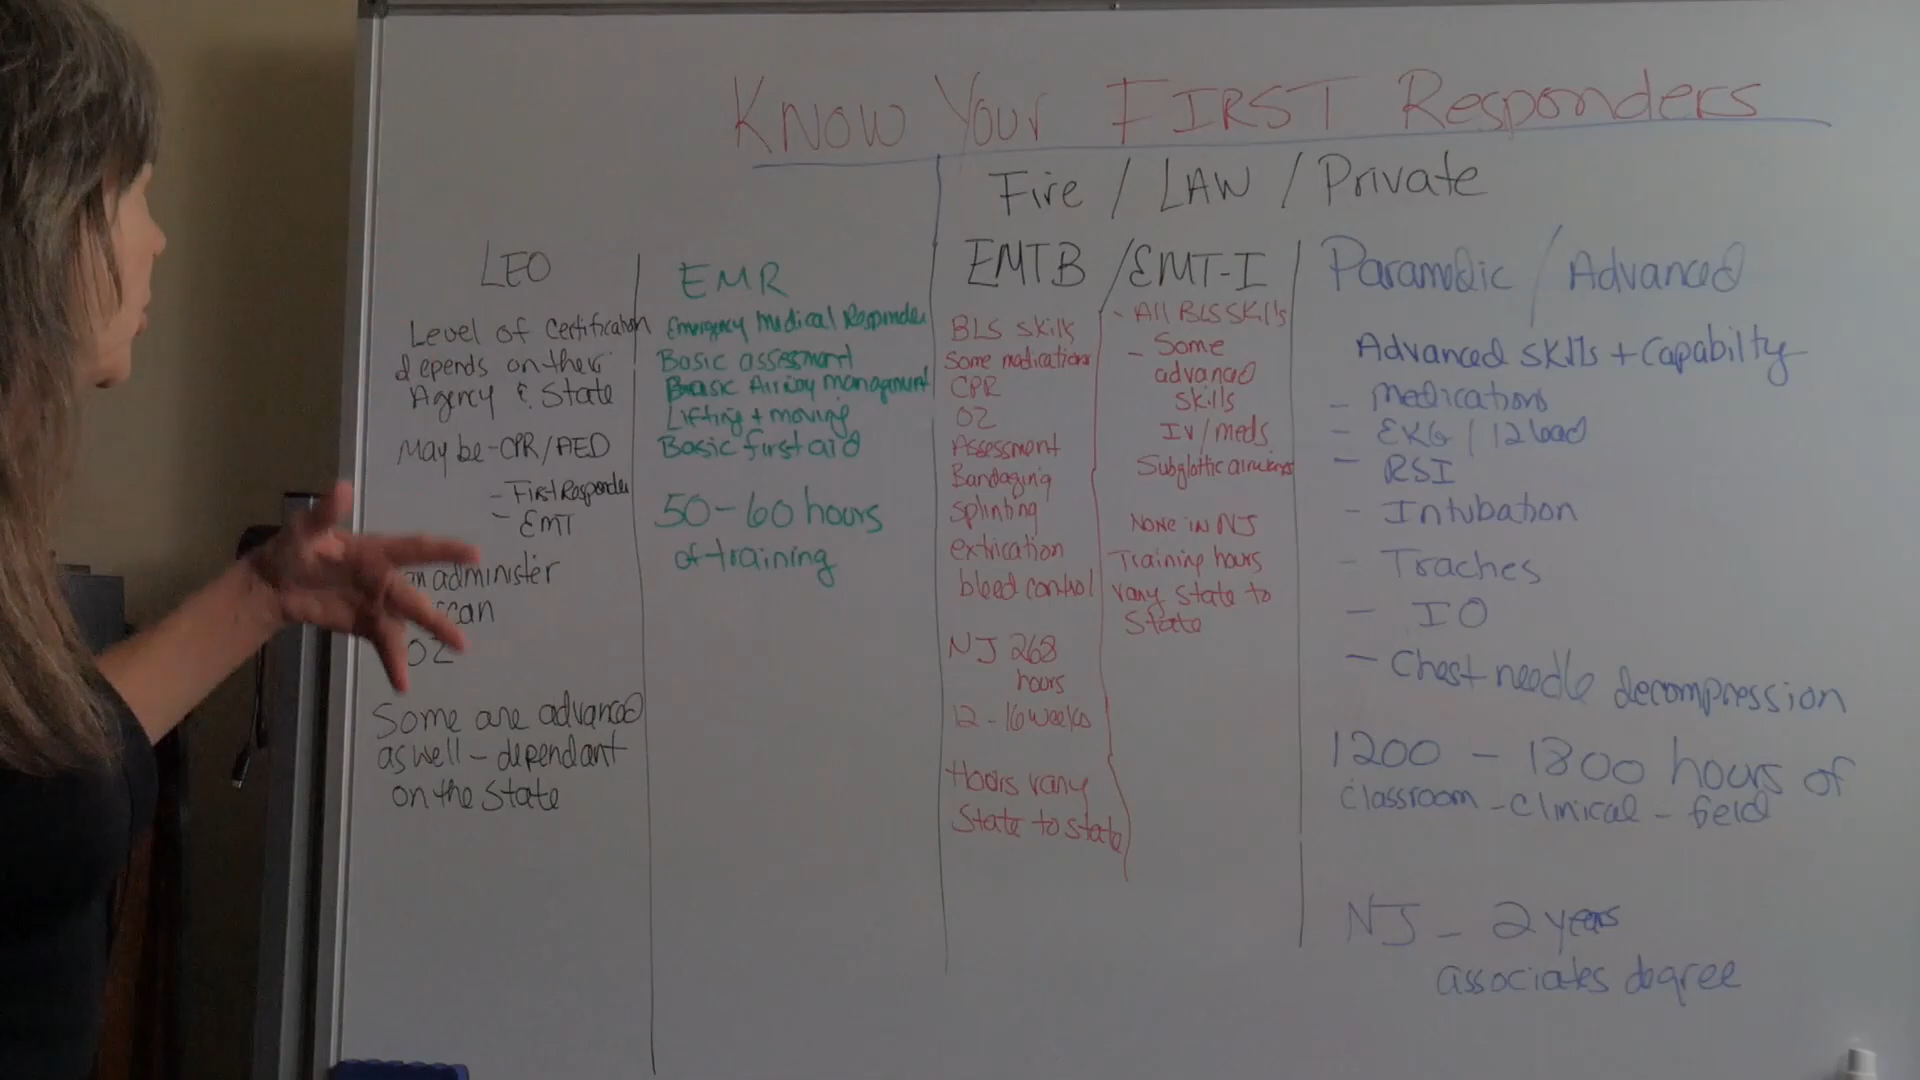 Know Your FIRST Responders
Fire / LAW / Private
LEO
Level of Certification
depends on their
Agency & State
May be - CPR/AED
- First Responder
- EMT
administer
can
O2
Some are advanced
as well - dependant
on the State
EMR
Emergency Medical Responder
Basic assessment
Basic Airway management
Lifting + moving
Basic first aid
50-60 hours
of training
EMTB / EMT-I
BLS skills
Some medications
CPR
O2
Assessment
Bandaging
splinting
extrication
bleed control
NJ 268
hours
12 - 16 weeks
Hours vary
State to state
- All BLS Skills
- Some
advanced
skills
IV/meds
Subglottic airways
NONE IN NJ
Training hours
vary State to
State
Paramedic / Advanced
Advanced skills + Capability
- Medications
- EKG / 12 lead
- RSI
- Intubation
- Traches
- IO
- Chest needle decompression
1200 - 1800 hours of
classroom - clinical - field
NJ - 2 years
associates degree